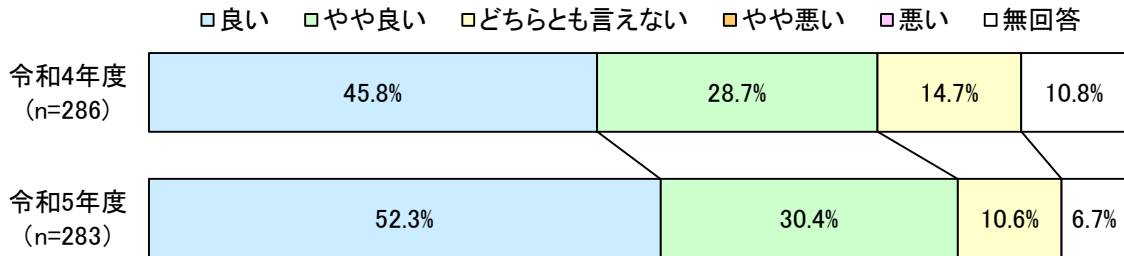 □良い □やや良い □どちらとも言えない □やや悪い □悪い □無回答
令和4年度
（n=286）
45.8% 28.7% 14.7% 10.8%
令和5年度
（n=283）
52.3% 30.4% 10.6% 6.7%